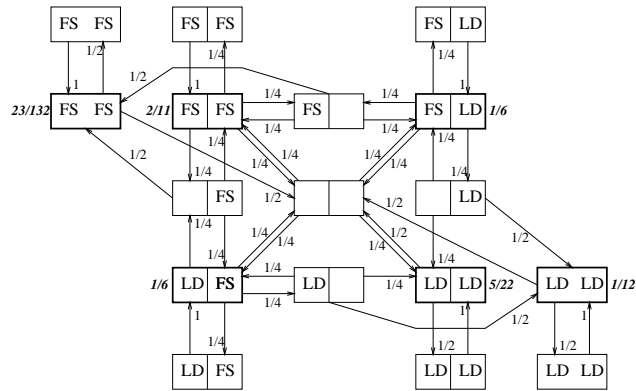 FS FS FS FS FS LD
1/2 1/4 1/4
1 1/2 1 1
23/132 FS FS 2/11 FS FS 1/4 FS 1/4 FS LD 1/6
1/4 1/4
1/4 1/4 1/4 1/4 1/4
1/2 1/4 1/4 1/4
FS 1/2 1/2 LD
1/4 1/4 1/4 1/2 1/4 1/2
1/4 1/4 1/4
1/6 LD FS 1/4 LD 1/4 LD LD 5/22 LD LD 1/12
1/4 1/2
1 1/4 1/2 1 1/2 1
LD FS LD LD LD LD